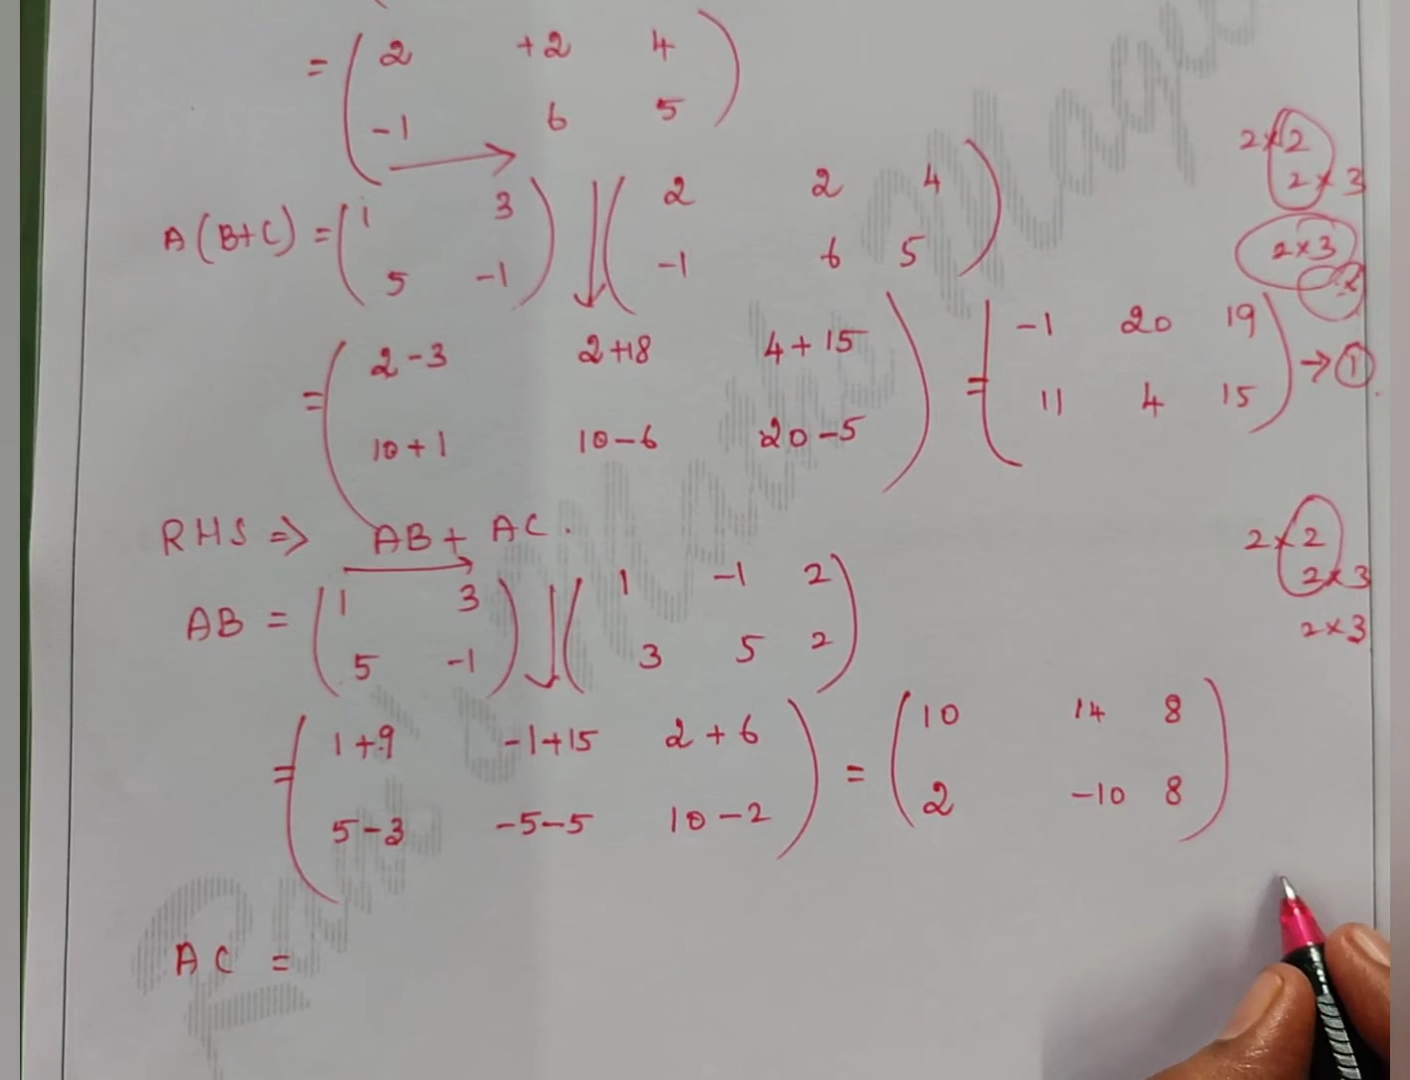 = ( 2 +2 4
-1 6 5 )
2 × 2
2 × 3
2 × 3
A (B+C) = ( 1 3
5 -1 ) ( 2 2 4
-1 6 5 )
= ( 2-3 2+18 4+15
10+1 10-6 20-5 ) = ( -1 20 19
11 4 15 ) → ①
RHS ⇒ AB + AC.
2 × 2
2 × 3
2 × 3
AB = ( 1 3
5 -1 ) ( 1 -1 2
3 5 2 )
= ( 1+9 -1+15 2+6
5-3 -5-5 10-2 ) = ( 10 14 8
2 -10 8 )
AC =